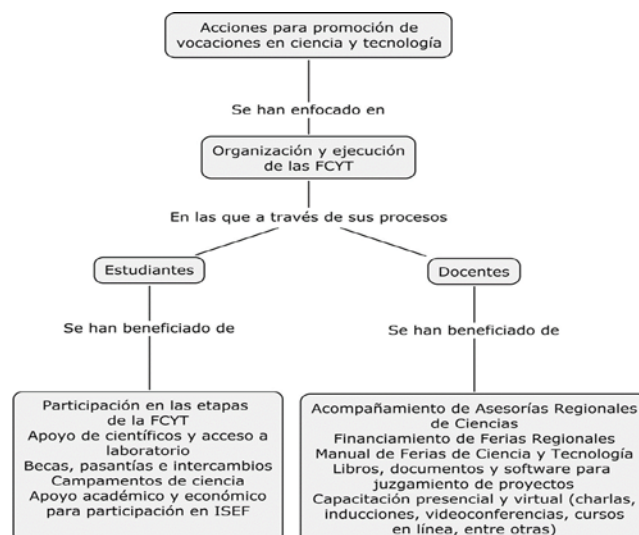 Acciones para promoción de
vocaciones en ciencia y tecnología
Se han enfocado en
Organización y ejecución
de las FCYT
En las que a través de sus procesos
Estudiantes
Docentes
Se han beneficiado de
Se han beneficiado de
Participación en las etapas
de la FCYT
Apoyo de científicos y acceso a
laboratorio
Becas, pasantías e intercambios
Campamentos de ciencia
Apoyo académico y económico
para participación en ISEF
Acompañamiento de Asesorías Regionales
de Ciencias
Financiamiento de Ferias Regionales
Manual de Ferias de Ciencia y Tecnología
Libros, documentos y software para
juzgamiento de proyectos
Capacitación presencial y virtual (charlas,
inducciones, videoconferencias, cursos
en línea, entre otras)